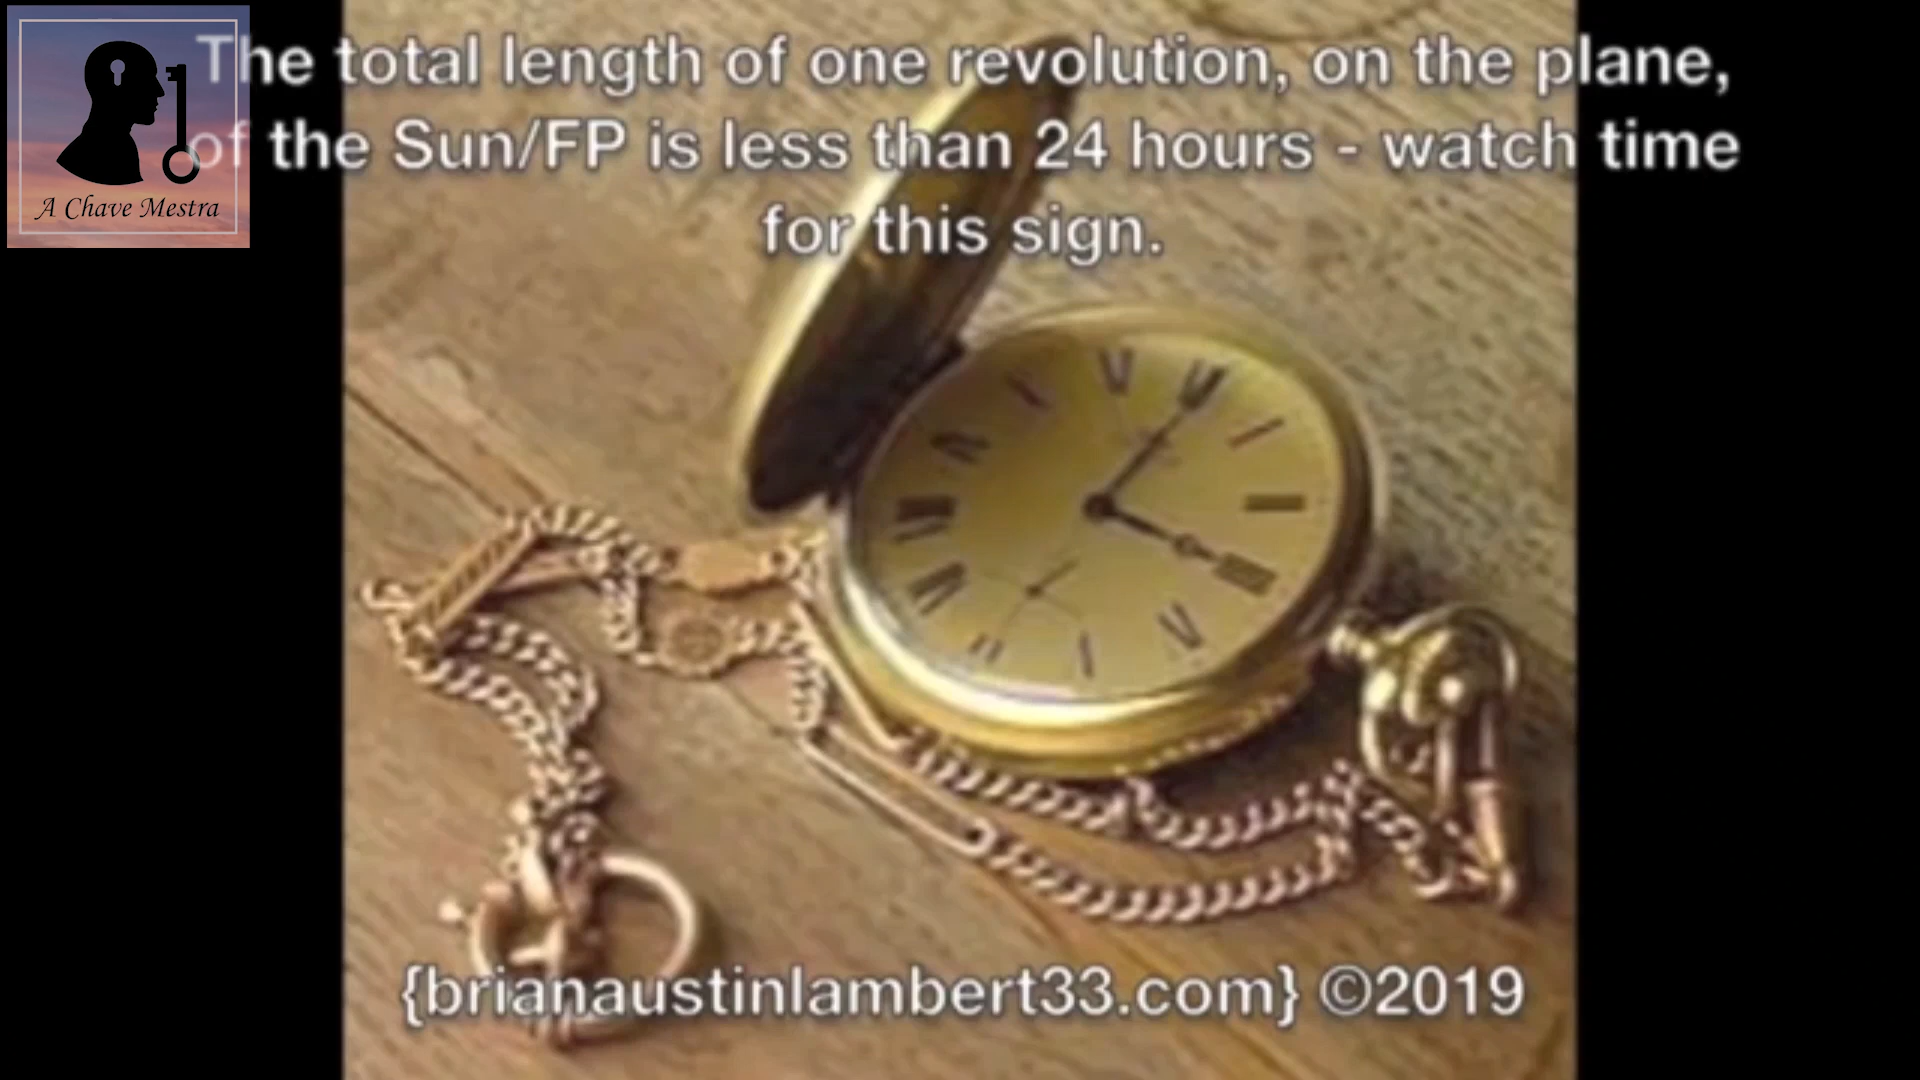 The total length of one revolution, on the plane,
of the Sun/FP is less than 24 hours - watch time
for this sign.
A Chave Mestra
{brianaustinlambert33.com} ©2019